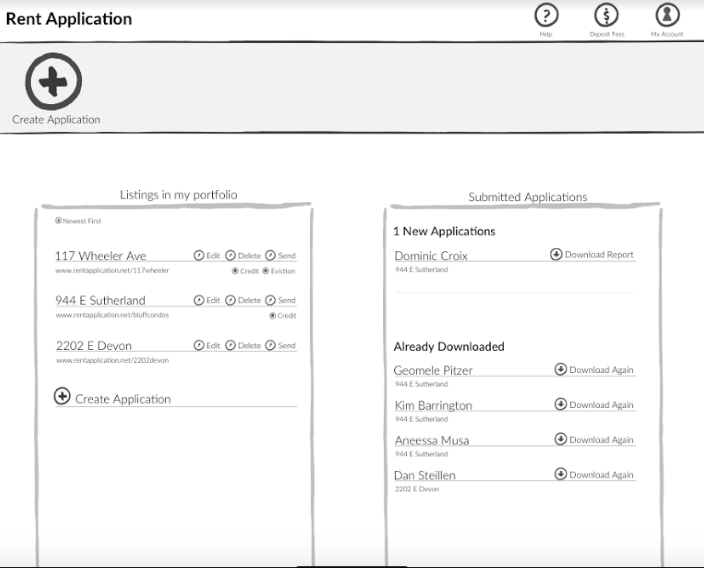 Rent Application
Help Deposit Fees My Account
Create Application
Listings in my portfolio
Newest First
117 Wheeler Ave Edit Delete Send
www.rentapplication.net/117wheeler Credit Eviction
944 E Sutherland Edit Delete Send
www.rentapplication.net/bluffcondos Credit
2202 E Devon Edit Delete Send
www.rentapplication.net/2202devon
Create Application
Submitted Applications
1 New Applications
Dominic Croix Download Report
944 E Sutherland
Already Downloaded
Geomele Pitzer Download Again
944 E Sutherland
Kim Barrington Download Again
944 E Sutherland
Aneessa Musa Download Again
944 E Sutherland
Dan Steillen Download Again
2202 E Devon